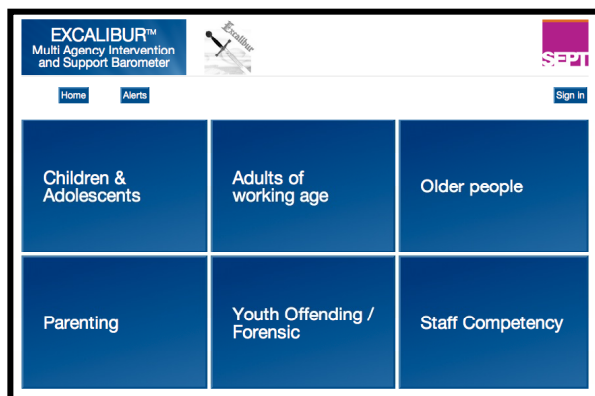 EXCALIBUR™
Multi Agency Intervention
and Support Barometer
Excalibur
SEPT
Home
Alerts
Sign in
Children &
Adolescents
Adults of
working age
Older people
Parenting
Youth Offending /
Forensic
Staff Competency